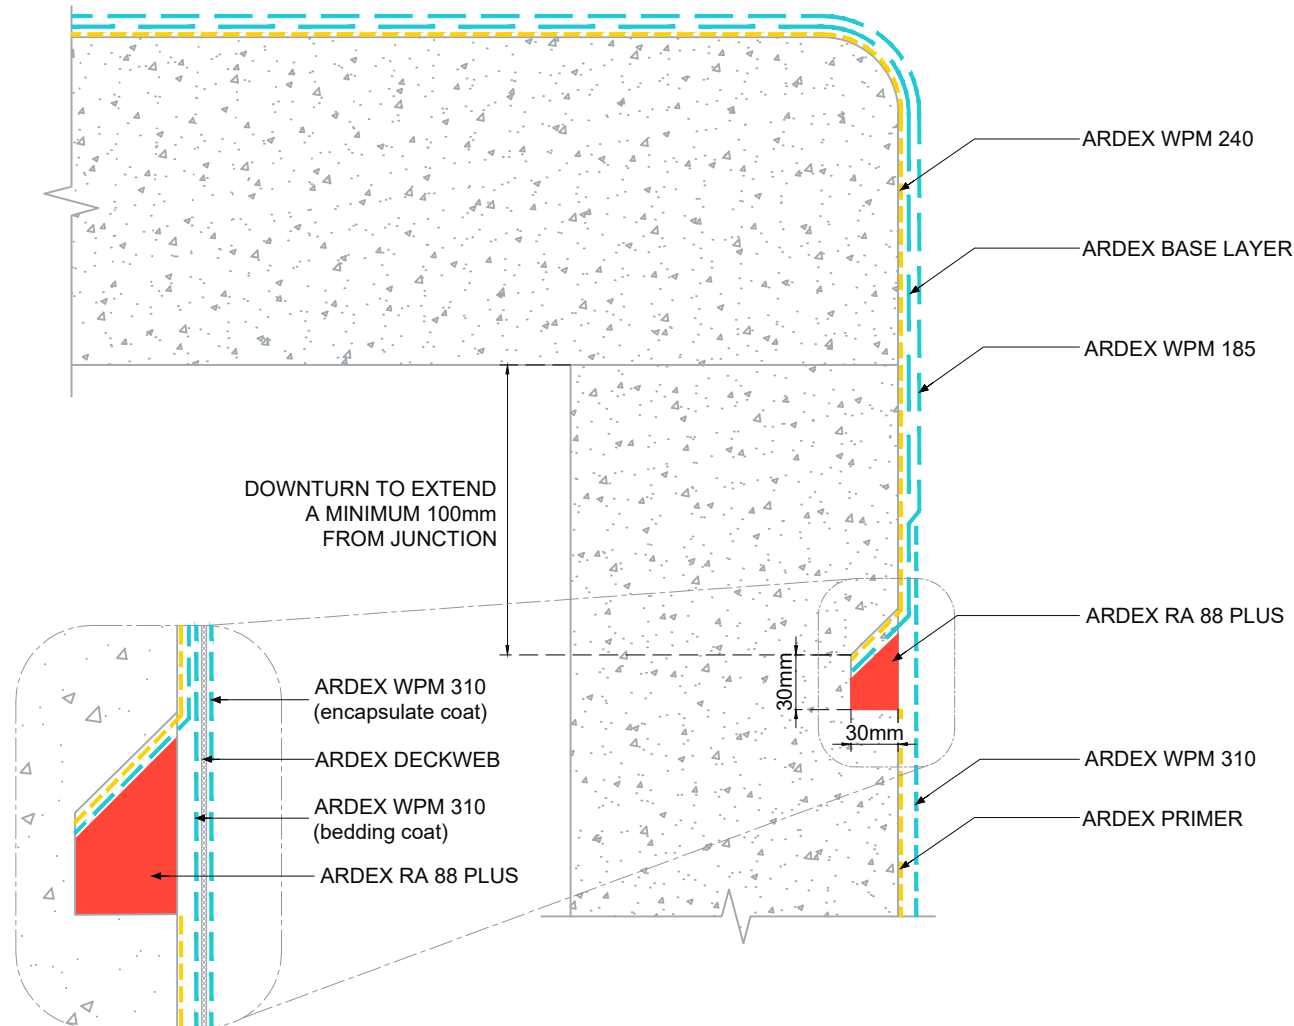 ARDEX WPM 240
ARDEX BASE LAYER
ARDEX WPM 185
DOWNTURN TO EXTEND
A MINIMUM 100mm
FROM JUNCTION
ARDEX RA 88 PLUS
30mm
30mm
ARDEX WPM 310
(encapsulate coat)
ARDEX DECKWEB
ARDEX WPM 310
(bedding coat)
ARDEX RA 88 PLUS
ARDEX WPM 310
ARDEX PRIMER